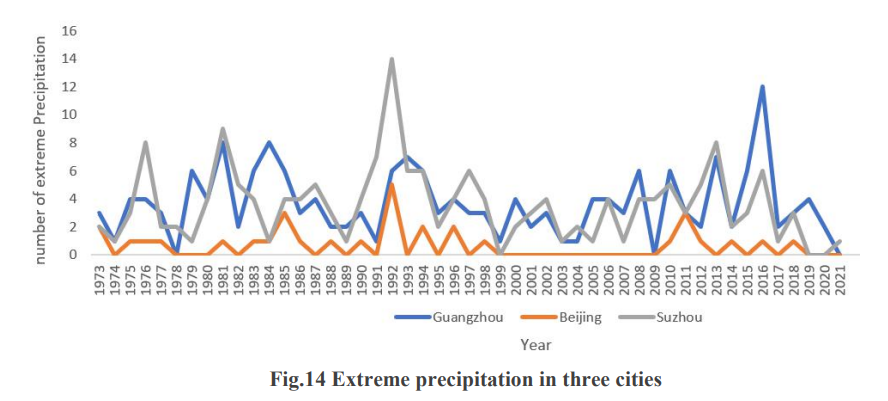 16
14
12
10
8
6
4
2
0
number of extreme Precipitation
1973 1974 1975 1976 1977 1978 1979 1980 1981 1982 1983 1984 1985 1986 1987 1988 1989 1990 1991 1992 1993 1994 1995 1996 1997 1998 1999 2000 2001 2002 2003 2004 2005 2006 2007 2008 2009 2010 2011 2012 2013 2014 2015 2016 2017 2018 2019 2020 2021
Guangzhou Beijing Suzhou
Year
Fig.14 Extreme precipitation in three cities